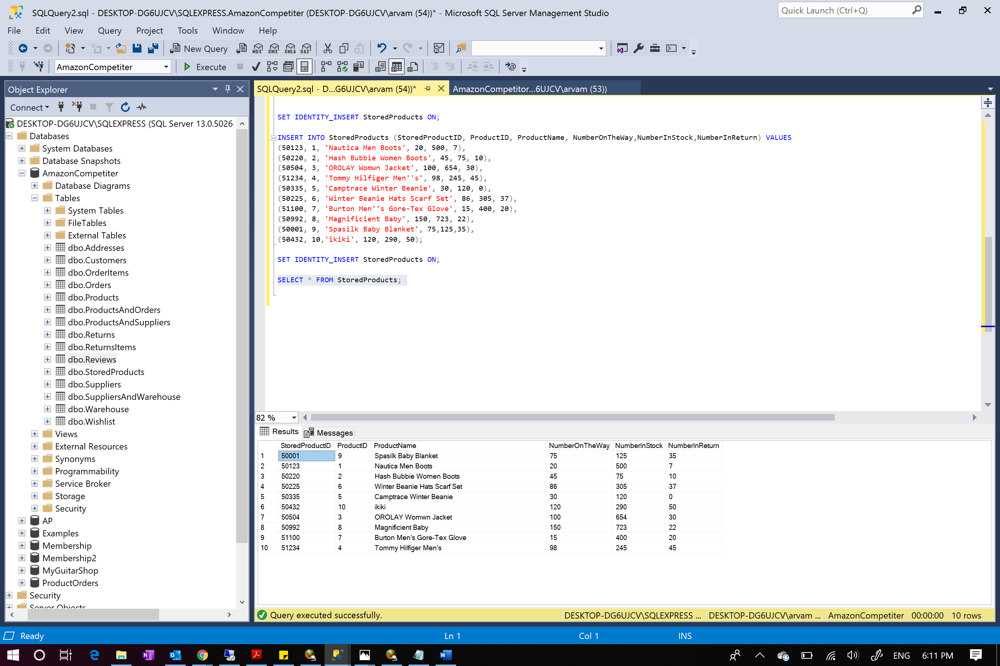 SQLQuery2.sql - DESKTOP-DG6UJCV\SQLEXPRESS.AmazonCompetiter (DESKTOP-DG6UJCV\arvam (54))* - Microsoft SQL Server Management Studio
Quick Launch (Ctrl+Q)
File Edit View Query Project Tools Window Help
New Query MDX DMX XMLA DAX
AmazonCompetiter Execute
Object Explorer
SQLQuery2.sql - D...G6UJCV\arvam (54))*
AmazonCompetitor...6UJCV\arvam (53))
Connect
DESKTOP-DG6UJCV\SQLEXPRESS (SQL Server 13.0.5026
Databases
System Databases
Database Snapshots
AmazonCompetiter
Database Diagrams
Tables
System Tables
FileTables
External Tables
dbo.Addresses
dbo.Customers
dbo.OrderItems
dbo.Orders
dbo.Products
dbo.ProductsAndOrders
dbo.ProductsAndSuppliers
dbo.Returns
dbo.ReturnsItems
dbo.Reviews
dbo.StoredProducts
dbo.Suppliers
dbo.SuppliersAndWarehouse
dbo.Warehouse
dbo.Wishlist
Views
External Resources
Synonyms
Programmability
Service Broker
Storage
Security
AP
Examples
Membership
Membership2
MyGuitarShop
ProductOrders
Security
Server Objects
SET IDENTITY_INSERT StoredProducts ON;
INSERT INTO StoredProducts (StoredProductID, ProductID, ProductName, NumberOnTheWay,NumberInStock,NumberInReturn) VALUES
(50123, 1, 'Nautica Men Boots', 20, 500, 7),
(50220, 2, 'Hash Bubbie Women Boots', 45, 75, 10),
(50504, 3, 'OROLAY Womwn Jacket', 100, 654, 30),
(51234, 4, 'Tommy Hilfiger Men''s', 98, 245, 45),
(50335, 5, 'Camptrace Winter Beanie', 30, 120, 0),
(50225, 6, 'Winter Beanie Hats Scarf Set', 86, 305, 37),
(51100, 7, 'Burton Men''s Gore-Tex Glove', 15, 400, 20),
(50992, 8, 'Magnificient Baby', 150, 723, 22),
(50001, 9, 'Spasilk Baby Blanket', 75,125,35),
(50432, 10,'ikiki', 120, 290, 50);
SET IDENTITY_INSERT StoredProducts ON;
SELECT * FROM StoredProducts;
82 %
Results Messages
StoredProductID ProductID ProductName NumberOnTheWay NumberInStock NumberInReturn
1 50001 9 Spasilk Baby Blanket 75 125 35
2 50123 1 Nautica Men Boots 20 500 7
3 50220 2 Hash Bubbie Women Boots 45 75 10
4 50225 6 Winter Beanie Hats Scarf Set 86 305 37
5 50335 5 Camptrace Winter Beanie 30 120 0
6 50432 10 ikiki 120 290 50
7 50504 3 OROLAY Womwn Jacket 100 654 30
8 50992 8 Magnificient Baby 150 723 22
9 51100 7 Burton Men's Gore-Tex Glove 15 400 20
10 51234 4 Tommy Hilfiger Men's 98 245 45
Query executed successfully.
DESKTOP-DG6UJCV\SQLEXPRESS ... DESKTOP-DG6UJCV\arvam ... AmazonCompetiter 00:00:00 10 rows
Ready Ln 1 Col 1 INS
ENG 6:11 PM